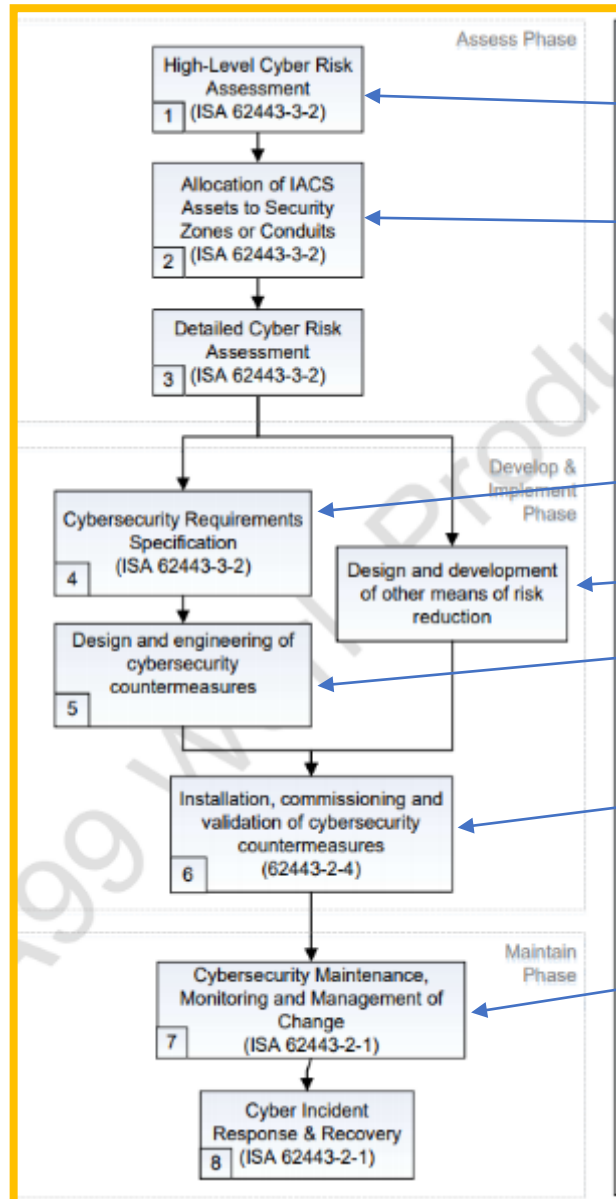 Assess Phase
High-Level Cyber Risk
Assessment
1 (ISA 62443-3-2)
Allocation of IACS
Assets to Security
Zones or Conduits
2 (ISA 62443-3-2)
Detailed Cyber Risk
Assessment
3 (ISA 62443-3-2)
Develop &
Implement
Phase
Cybersecurity Requirements
Specification
4 (ISA 62443-3-2)
Design and development
of other means of risk
reduction
Design and engineering of
cybersecurity
countermeasures
5
Installation, commissioning and
validation of cybersecurity
countermeasures
6 (62443-2-4)
Maintain
Phase
Cybersecurity Maintenance,
Monitoring and Management of
Change
7 (ISA 62443-2-1)
Cyber Incident
Response & Recovery
8 (ISA 62443-2-1)